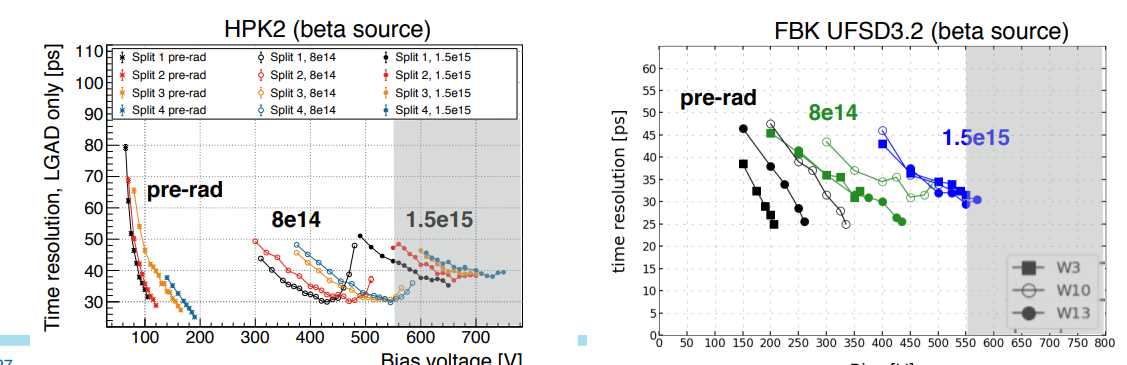 HPK2 (beta source)
Time resolution, LGAD only [ps]
110
100
90
80
70
60
50
40
30
Split 1 pre-rad
Split 1, 8e14
Split 1, 1.5e15
Split 2 pre-rad
Split 2, 8e14
Split 2, 1.5e15
Split 3 pre-rad
Split 3, 8e14
Split 3, 1.5e15
Split 4 pre-rad
Split 4, 8e14
Split 4, 1.5e15
pre-rad
8e14
1.5e15
100 200 300 400 500 600 700
Bias voltage [V]
FBK UFSD3.2 (beta source)
time resolution [ps]
60
55
50
45
40
35
30
25
20
15
10
5
0
pre-rad
8e14
1.5e15
W3
W10
W13
0 50 100 150 200 250 300 350 400 450 500 550 600 650 700 750 800